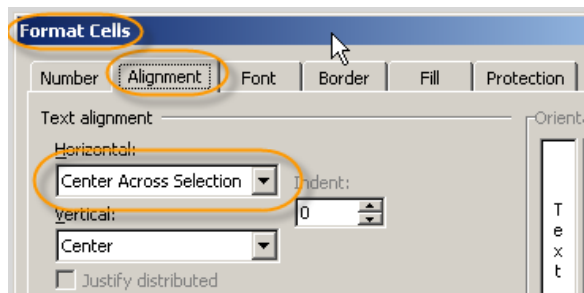 Format Cells
Number Alignment Font Border Fill Protection
Text alignment
Orient
Horizontal:
Center Across Selection
Indent:
Vertical:
0
Center
Justify distributed
T
e
x
t